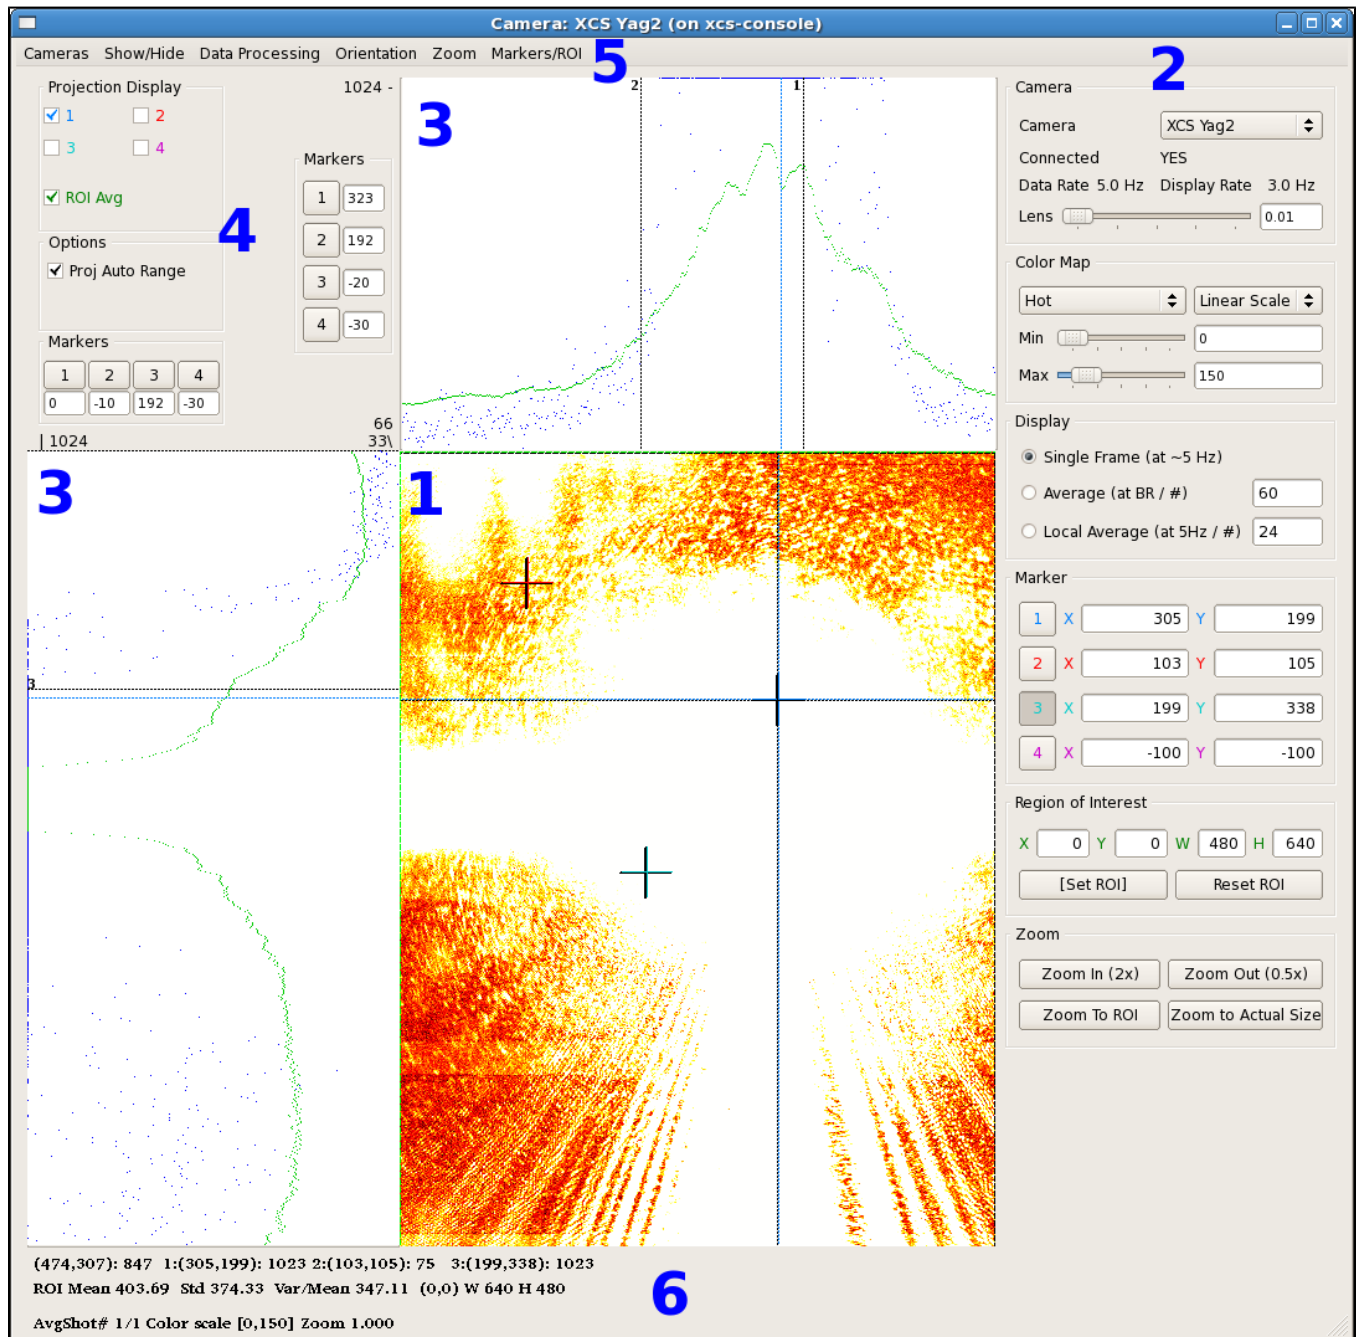 Camera: XCS Yag2 (on xcs-console)
Cameras Show/Hide Data Processing Orientation Zoom Markers/ROI
5
2
Projection Display
1 2
3 4
ROI Avg
4
Options
Proj Auto Range
Markers
1 2 3 4
0 -10 192 -30
| 1024
1024 -
Markers
1 323
2 192
3 -20
4 -30
66
33\
3
2 1
3
3
1
Camera
Camera XCS Yag2
Connected YES
Data Rate 5.0 Hz Display Rate 3.0 Hz
Lens 0.01
Color Map
Hot Linear Scale
Min 0
Max 150
Display
Single Frame (at ~5 Hz)
Average (at BR / #) 60
Local Average (at 5Hz / #) 24
Marker
1 X 305 Y 199
2 X 103 Y 105
3 X 199 Y 338
4 X -100 Y -100
Region of Interest
X 0 Y 0 W 480 H 640
[Set ROI] Reset ROI
Zoom
Zoom In (2x) Zoom Out (0.5x)
Zoom To ROI Zoom to Actual Size
(474,307): 847 1:(305,199): 1023 2:(103,105): 75 3:(199,338): 1023
ROI Mean 403.69 Std 374.33 Var/Mean 347.11 (0,0) W 640 H 480
6
AvgShot# 1/1 Color scale [0,150] Zoom 1.000